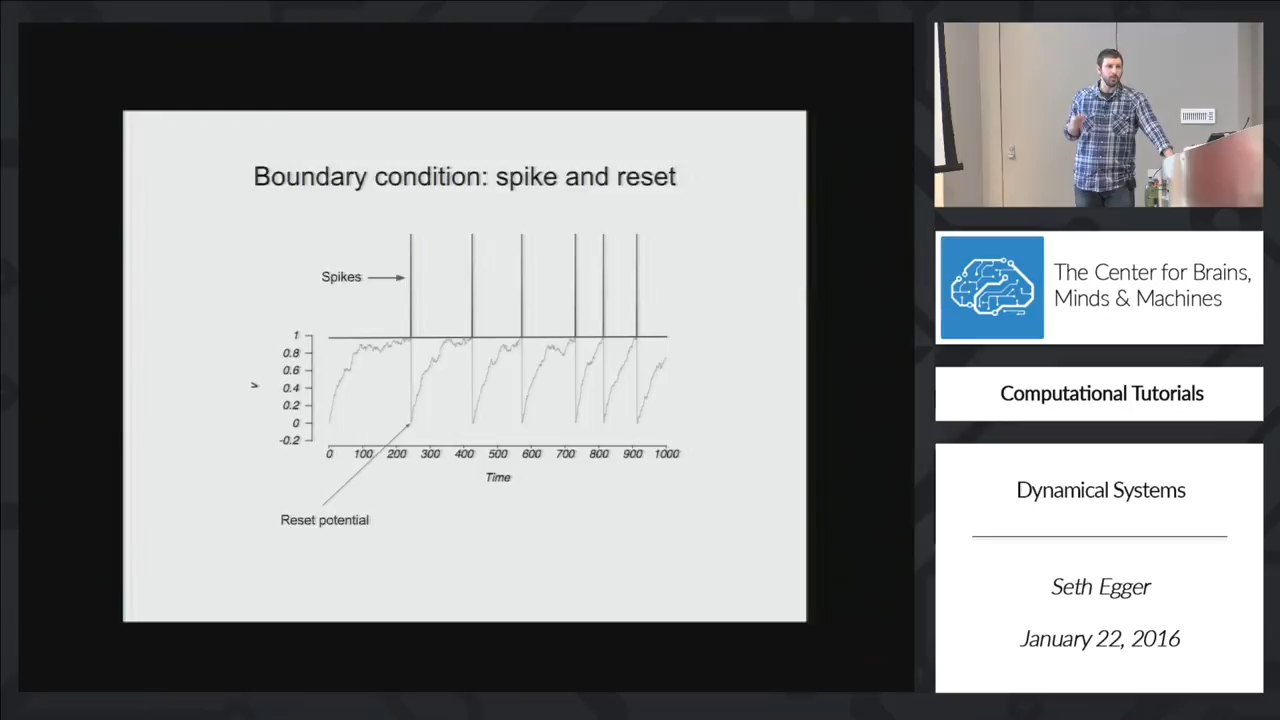 Boundary condition: spike and reset
Spikes
1
0.8
0.6
0.4
0.2
0
-0.2
v
0 100 200 300 400 500 600 700 800 900 1000
Time
Reset potential
The Center for Brains,
Minds & Machines
Computational Tutorials
Dynamical Systems
Seth Egger
January 22, 2016